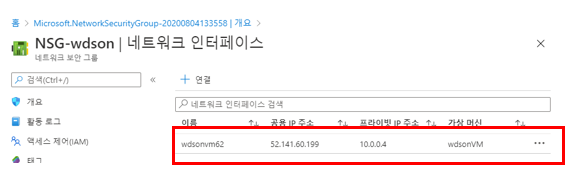 홈 > Microsoft.NetworkSecurityGroup-20200804133558 | 개요 >
NSG-wdson | 네트워크 인터페이스
네트워크 보안 그룹
검색(Ctrl+/)
개요
활동 로그
액세스 제어(IAM)
태그
+ 연결
네트워크 인터페이스 검색
이름 공용 IP 주소 프라이빗 IP 주소 가상 머신
wdsonvm62 52.141.60.199 10.0.0.4 wdsonVM